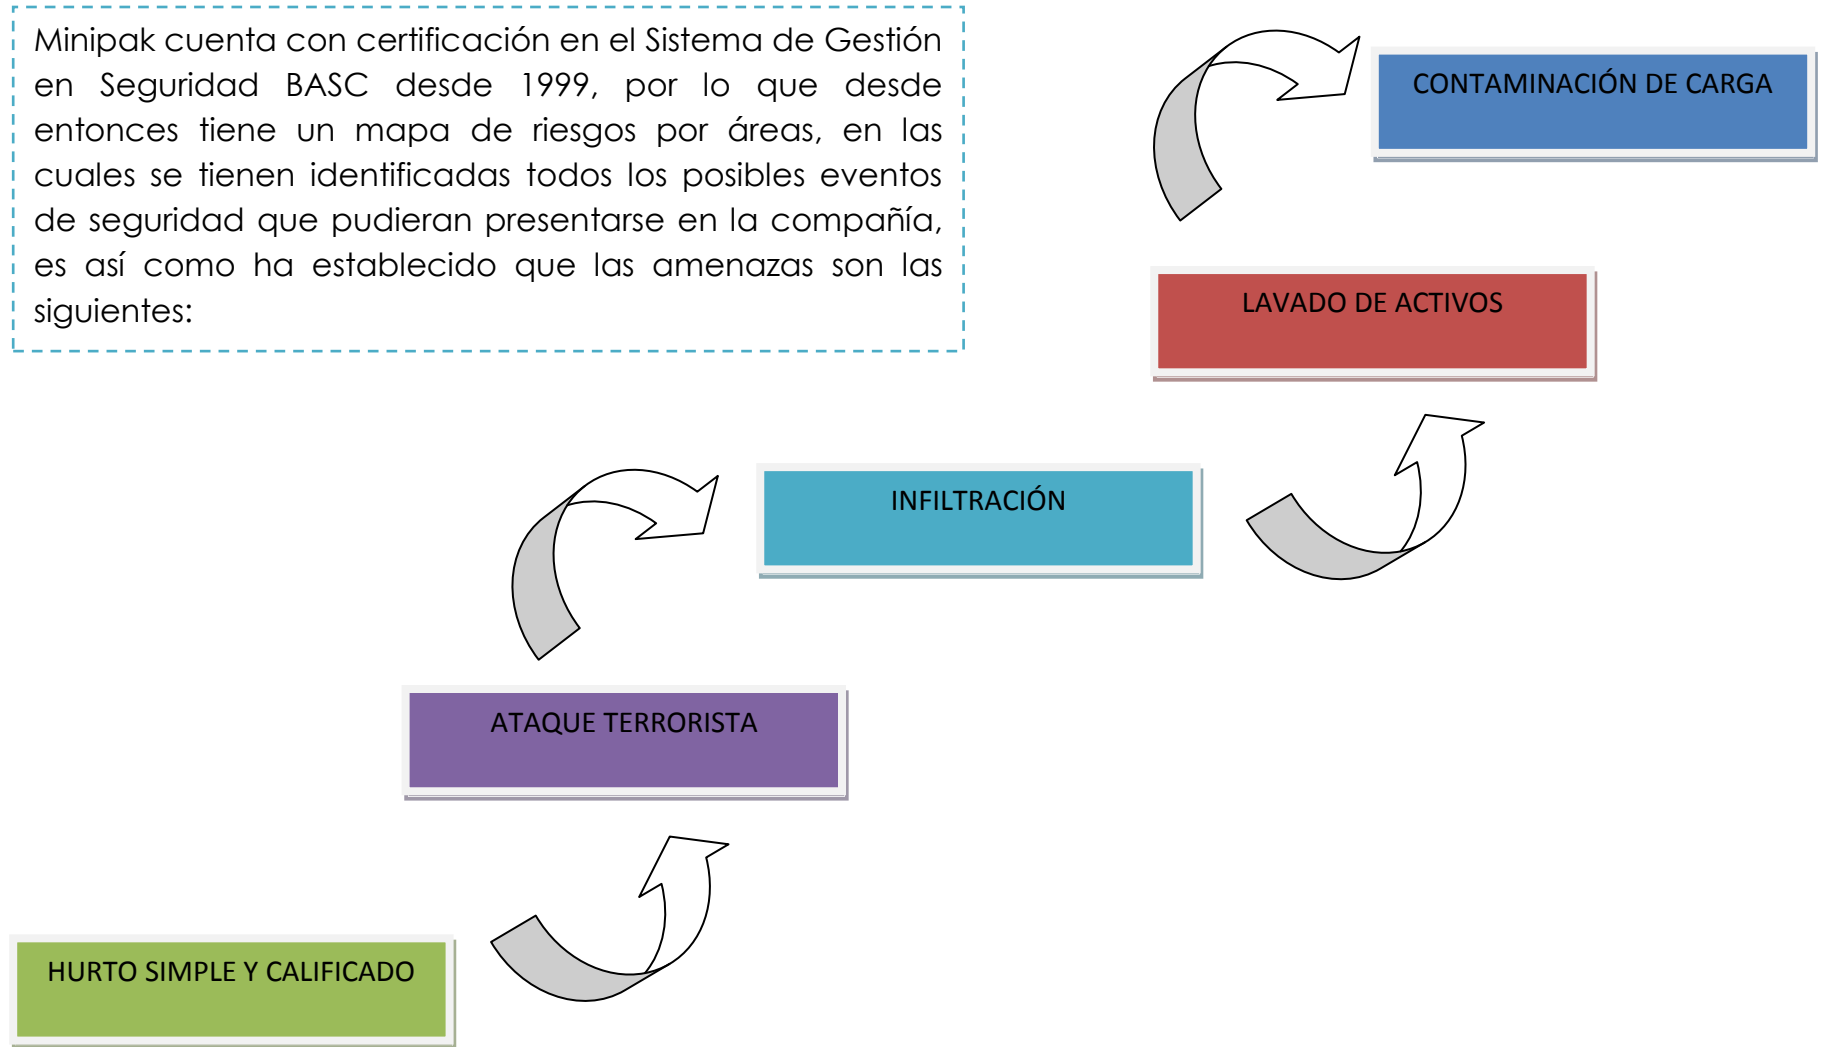 Minipak cuenta con certificación en el Sistema de Gestión
en Seguridad BASC desde 1999, por lo que desde
entonces tiene un mapa de riesgos por áreas, en las
cuales se tienen identificadas todos los posibles eventos
de seguridad que pudieran presentarse en la compañía,
es así como ha establecido que las amenazas son las
siguientes:
CONTAMINACIÓN DE CARGA
LAVADO DE ACTIVOS
INFILTRACIÓN
ATAQUE TERRORISTA
HURTO SIMPLE Y CALIFICADO